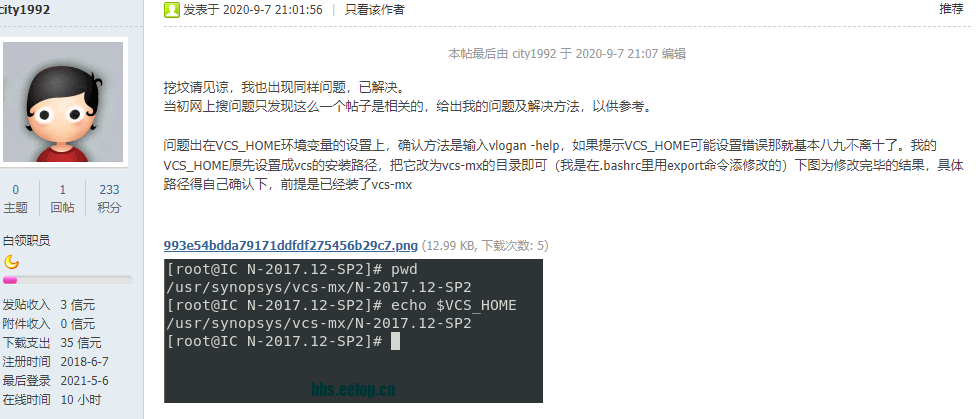 city1992
发表于 2020-9-7 21:01:56 | 只看该作者
推荐
本帖最后由 city1992 于 2020-9-7 21:07 编辑
挖坟请见谅，我也出现同样问题，已解决。
当初网上搜问题只发现这么一个帖子是相关的，给出我的问题及解决方法，以供参考。
问题出在VCS_HOME环境变量的设置上，确认方法是输入vlogan -help，如果提示VCS_HOME可能设置错误那就基本八九不离十了。我的
VCS_HOME原先设置成vcs的安装路径，把它改为vcs-mx的目录即可（我是在.bashrc里用export命令添修改的）下图为修改完毕的结果，具体
路径得自己确认下，前提是已经装了vcs-mx
0 1 233
主题 回帖 积分
白领职员
发贴收入 3 信元
附件收入 0 信元
下载支出 35 信元
注册时间 2018-6-7
最后登录 2021-5-6
在线时间 10 小时
993e54bdda79171ddfdf275456b29c7.png (12.99 KB, 下载次数: 5)
[root@IC N-2017.12-SP2]# pwd
/usr/synopsys/vcs-mx/N-2017.12-SP2
[root@IC N-2017.12-SP2]# echo $VCS_HOME
/usr/synopsys/vcs-mx/N-2017.12-SP2
[root@IC N-2017.12-SP2]#
bbs.eetop.cn